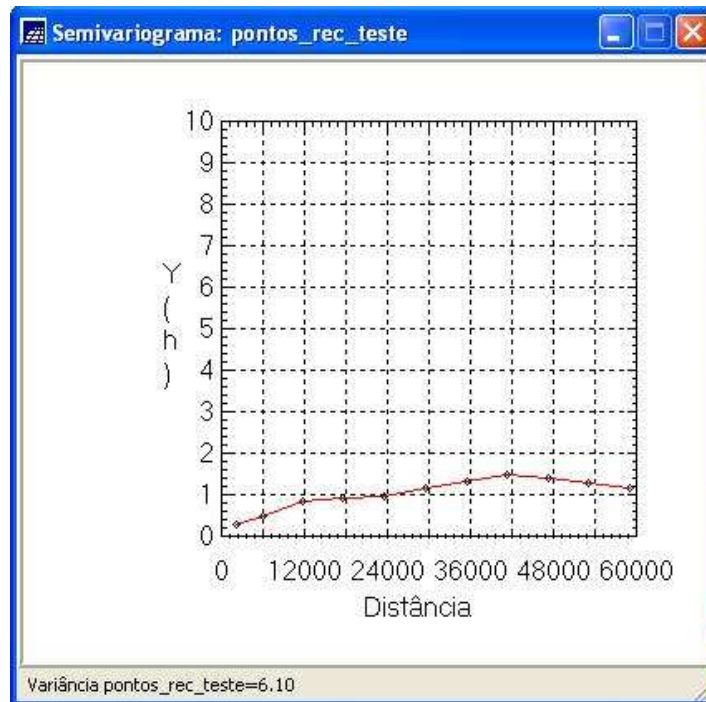 Semivariograma: pontos_rec_teste
10
9
8
7
6
5
4
3
2
1
0
Y
(
h
)
0 12000 24000 36000 48000 60000
Distância
Variância pontos_rec_teste=6.10